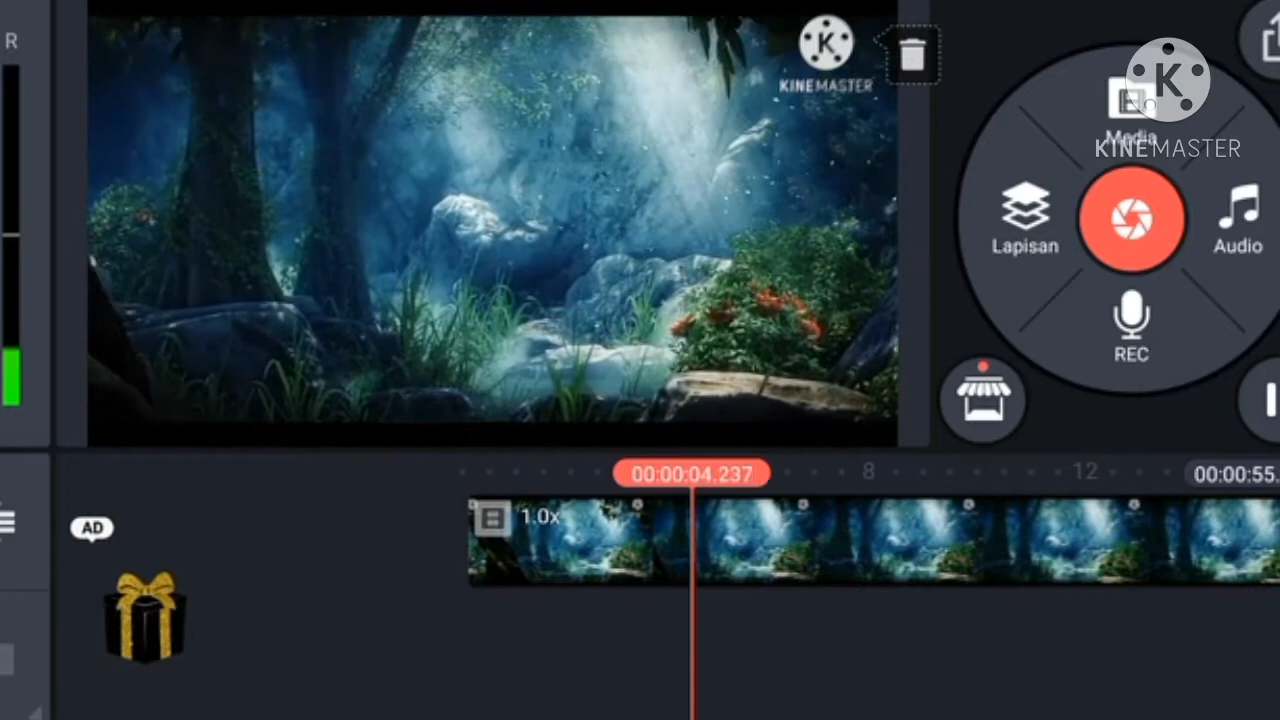 R
KINEMASTER
Media
KINEMASTER
Lapisan
Audio
REC
00:00:04.237
8
12
00:00:55.
1.0x
AD